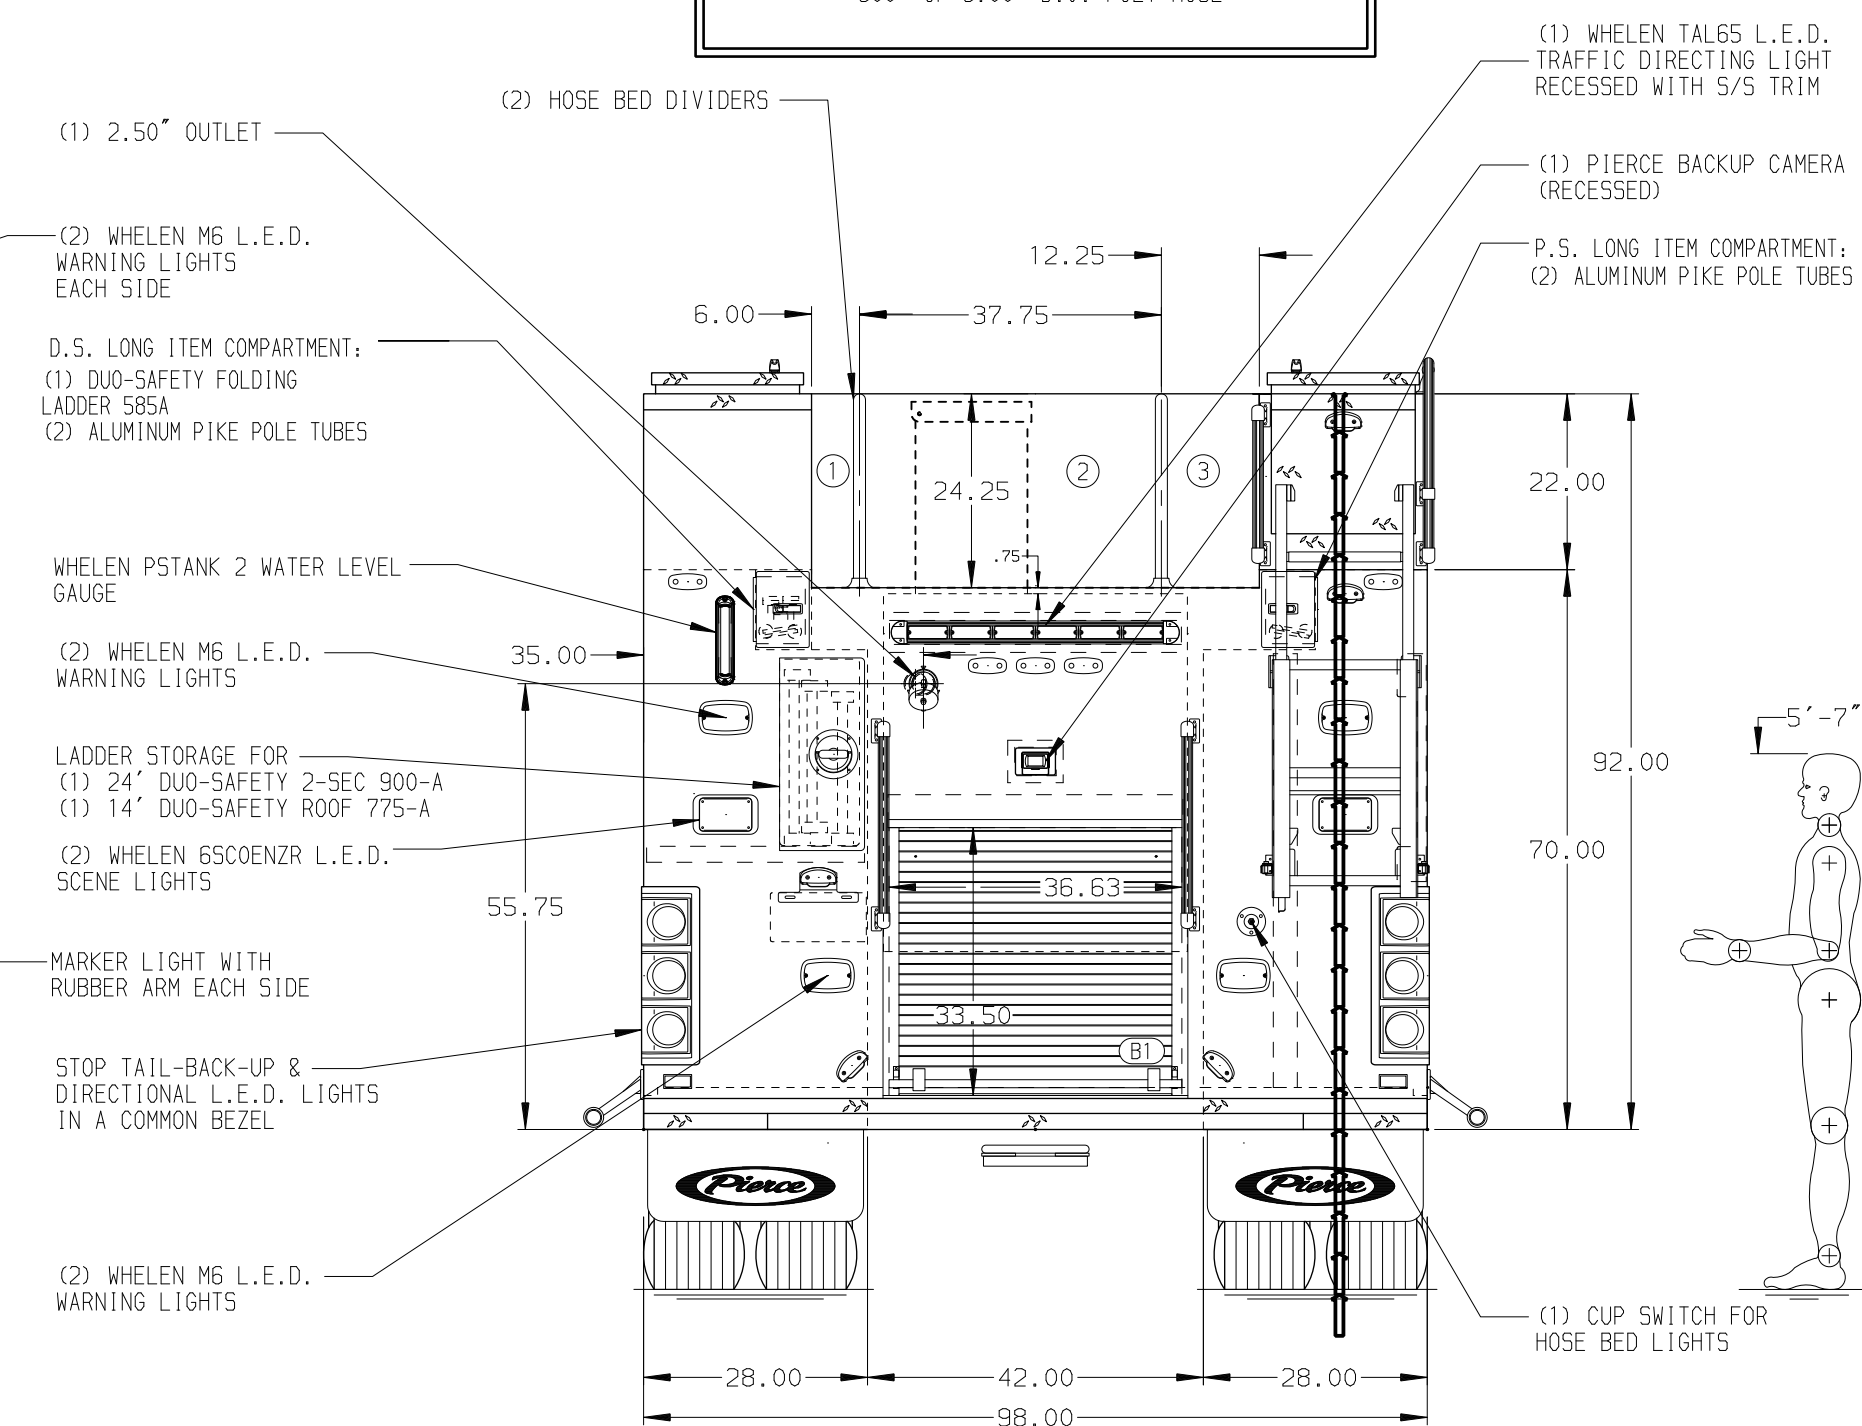 (1) WHELEN TAL65 L.E.D.
TRAFFIC DIRECTING LIGHT
RECESSED WITH S/S TRIM
(2) HOSE BED DIVIDERS
(1) 2.50" OUTLET
(1) PIERCE BACKUP CAMERA
(RECESSED)
(2) WHELEN M6 L.E.D.
WARNING LIGHTS
EACH SIDE
P.S. LONG ITEM COMPARTMENT:
(2) ALUMINUM PIKE POLE TUBES
12.25
6.00
37.75
D.S. LONG ITEM COMPARTMENT:
(1) DUO-SAFETY FOLDING
LADDER 585A
(2) ALUMINUM PIKE POLE TUBES
1
2
3
24.25
22.00
.75
WHELEN PSTANK 2 WATER LEVEL
GAUGE
(2) WHELEN M6 L.E.D.
WARNING LIGHTS
35.00
5'-7"
LADDER STORAGE FOR
(1) 24' DUO-SAFETY 2-SEC 900-A
(1) 14' DUO-SAFETY ROOF 775-A
92.00
70.00
(2) WHELEN 6SC0ENZR L.E.D.
SCENE LIGHTS
36.63
55.75
MARKER LIGHT WITH
RUBBER ARM EACH SIDE
33.50
B1
STOP TAIL-BACK-UP &
DIRECTIONAL L.E.D. LIGHTS
IN A COMMON BEZEL
Pierce
Pierce
(2) WHELEN M6 L.E.D.
WARNING LIGHTS
(1) CUP SWITCH FOR
HOSE BED LIGHTS
28.00
42.00
28.00
98.00